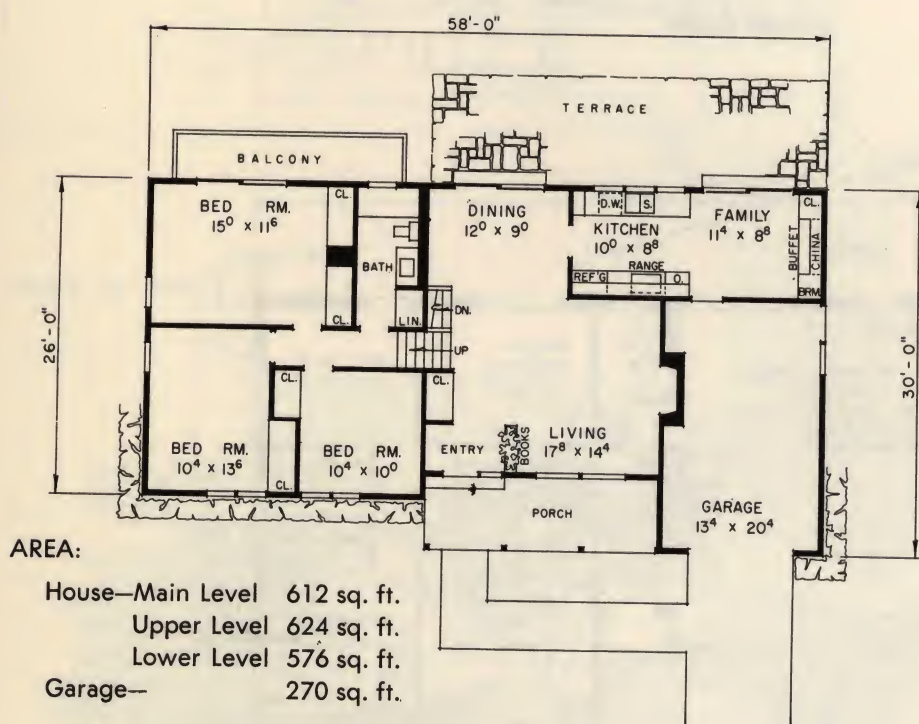 58'-0"
TERRACE
BALCONY
BED RM.
15⁰ x 11⁶
CL.
BATH
CL.
LIN.
DINING
12⁰ x 9⁰
D.W.
S.
KITCHEN
10⁰ x 8⁸
RANGE
REF'G
O.
FAMILY
11⁴ x 8⁸
CL.
BUFFET
CHINA
BRM.
26'-0"
30'-0"
DN.
UP
CL.
CL.
CL.
BED RM.
10⁴ x 13⁶
BED RM.
10⁴ x 10⁰
ENTRY
BOOKS
LIVING
17⁸ x 14⁴
PORCH
GARAGE
13⁴ x 20⁴
AREA:
House—Main Level 612 sq. ft.
Upper Level 624 sq. ft.
Lower Level 576 sq. ft.
Garage— 270 sq. ft.